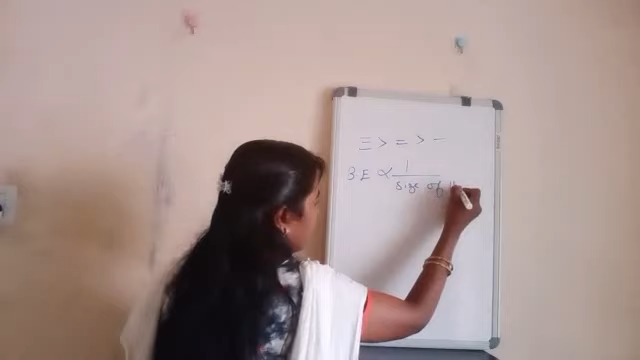 ≡ > = > –
B.E ∝ 1
size of